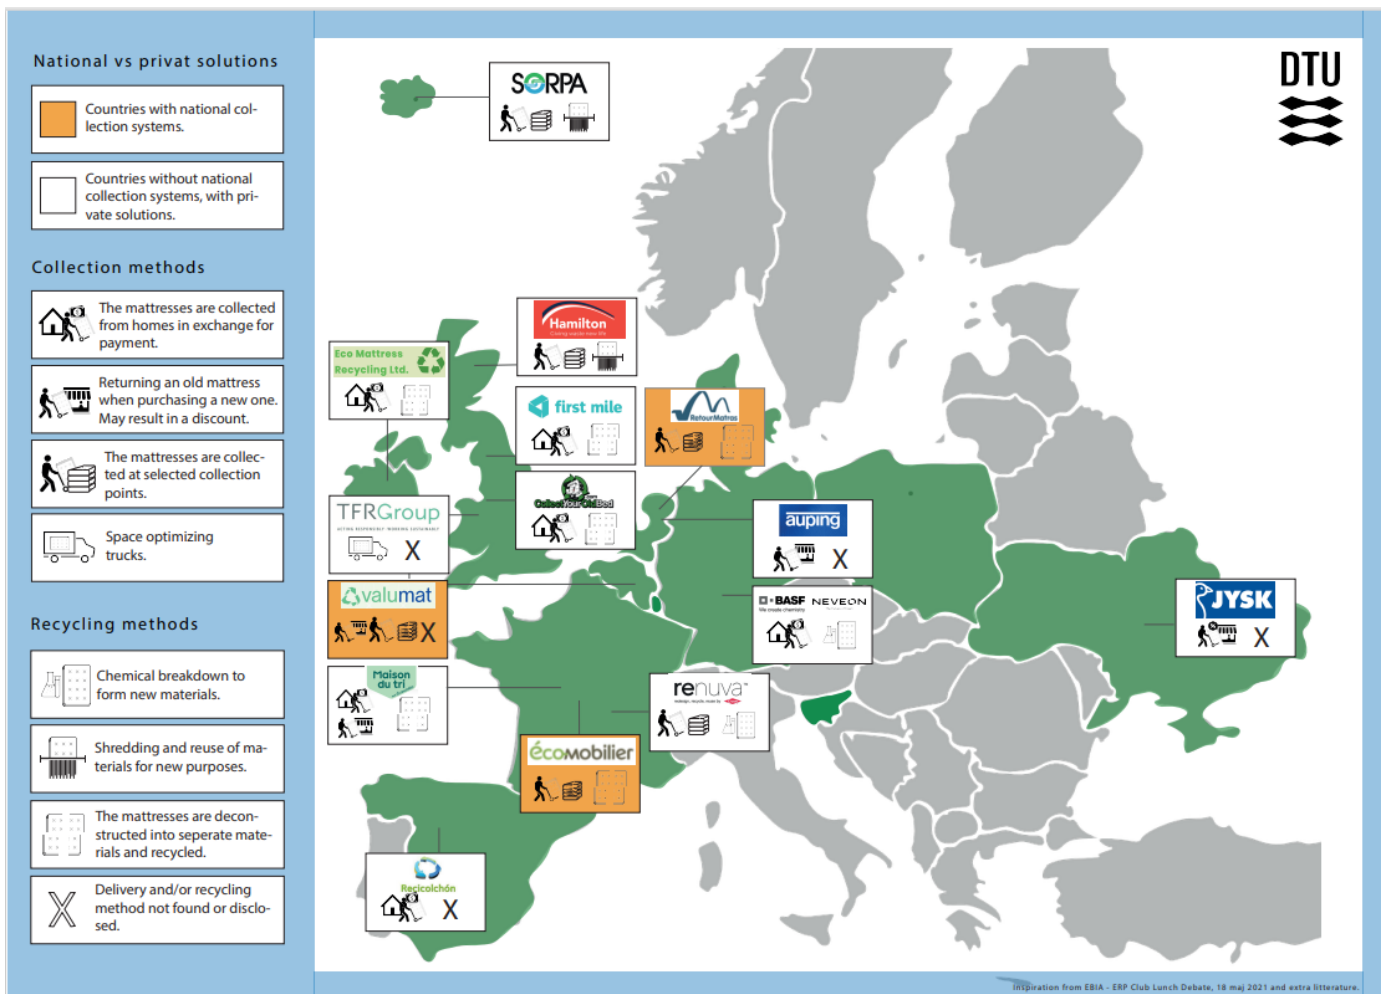 National vs privat solutions
Countries with national col-
lection systems.
Countries without national
collection systems, with pri-
vate solutions.
Collection methods
The mattresses are collected
from homes in exchange for
payment.
Returning an old mattress
when purchasing a new one.
May result in a discount.
The mattresses are collec-
ted at selected collection
points.
Space optimizing
trucks.
Recycling methods
Chemical breakdown to
form new materials.
Shredding and reuse of ma-
terials for new purposes.
The mattresses are decon-
structed into seperate mate-
rials and recycled.
X
Delivery and/or recycling
method not found or disclo-
sed.
SORPA
DTU
Hamilton
Eco Mattress
Recycling Ltd.
first mile
RetourMatras
CollectYourOldBed
TFRGroup
X
auping
X
valumat
X
BASF
We create chemistry
NEVEON
JYSK
X
Maison
du tri
renuva™
écomobilier
Recicolchón
X
Inspiration from EBIA - ERP Club Lunch Debate, 18 maj 2021 and extra litterature.